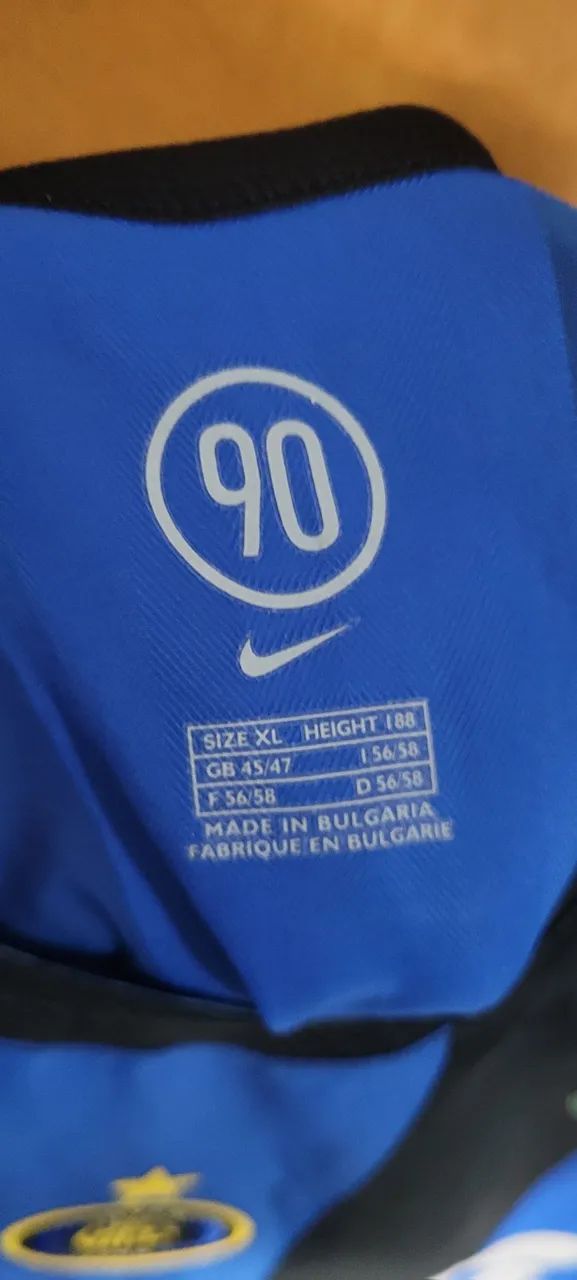 90
SIZE XL HEIGHT 188
GB 45/47 I 56/58
F 56/58 D 56/58
MADE IN BULGARIA
FABRIQUE EN BULGARIE